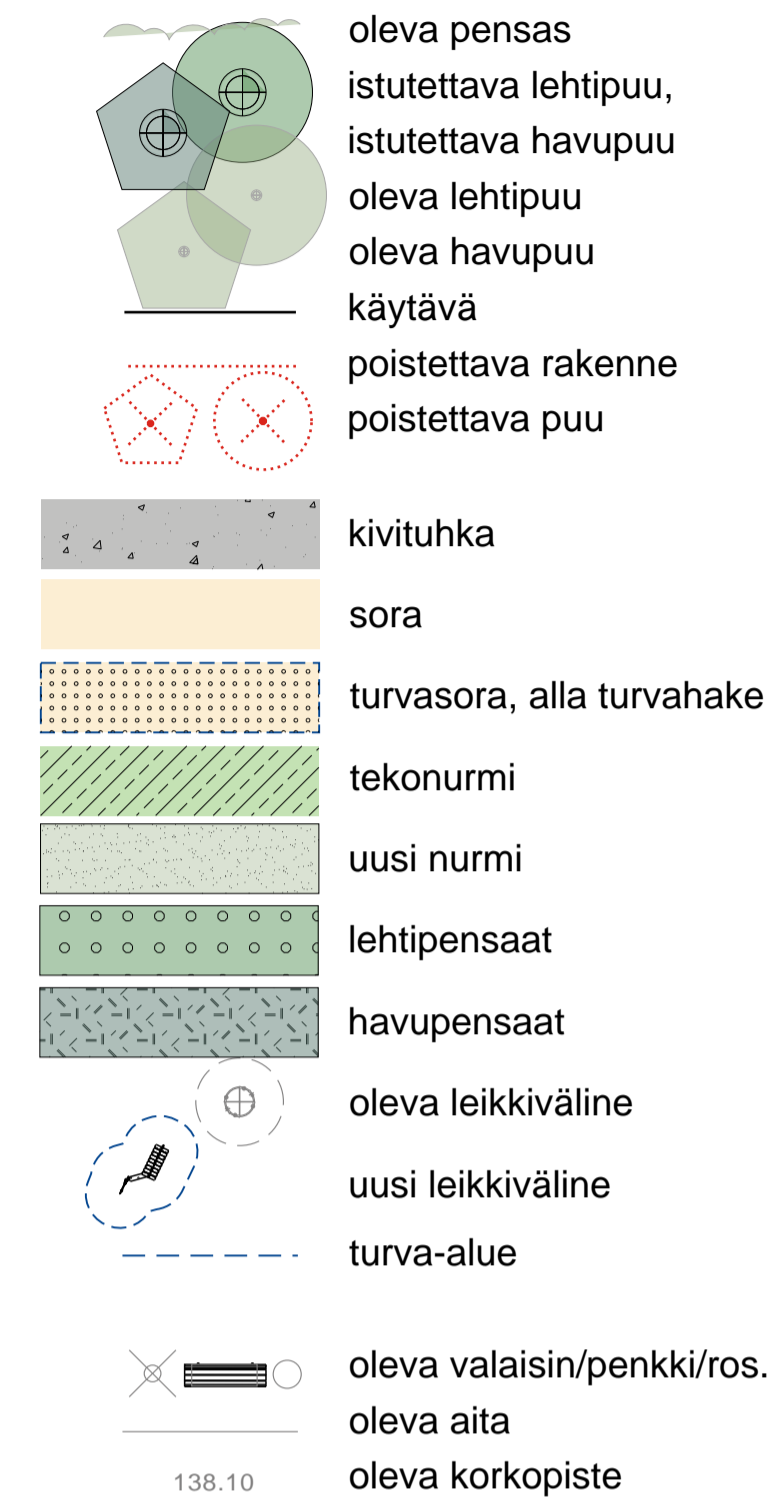 oleva pensas
istutettava lehtipuu,
istutettava havupuu
oleva lehtipuu
oleva havupuu
käytävä
poistettava rakenne
poistettava puu
kivituhka
sora
turvasora, alla turvahake
tekonurmi
uusi nurmi
lehtipensaat
havupensaat
oleva leikkiväline
uusi leikkiväline
turva-alue
oleva valaisin/penkki/ros.
oleva aita
138.10 oleva korkopiste